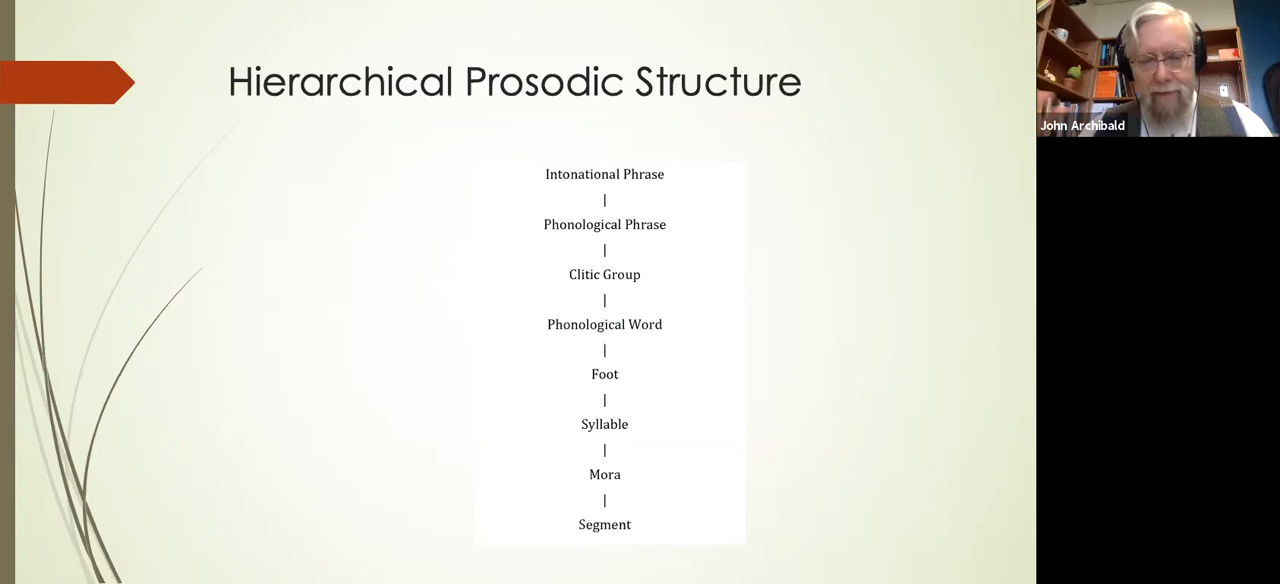 Hierarchical Prosodic Structure
Intonational Phrase
|
Phonological Phrase
|
Clitic Group
|
Phonological Word
|
Foot
|
Syllable
|
Mora
|
Segment
John Archibald